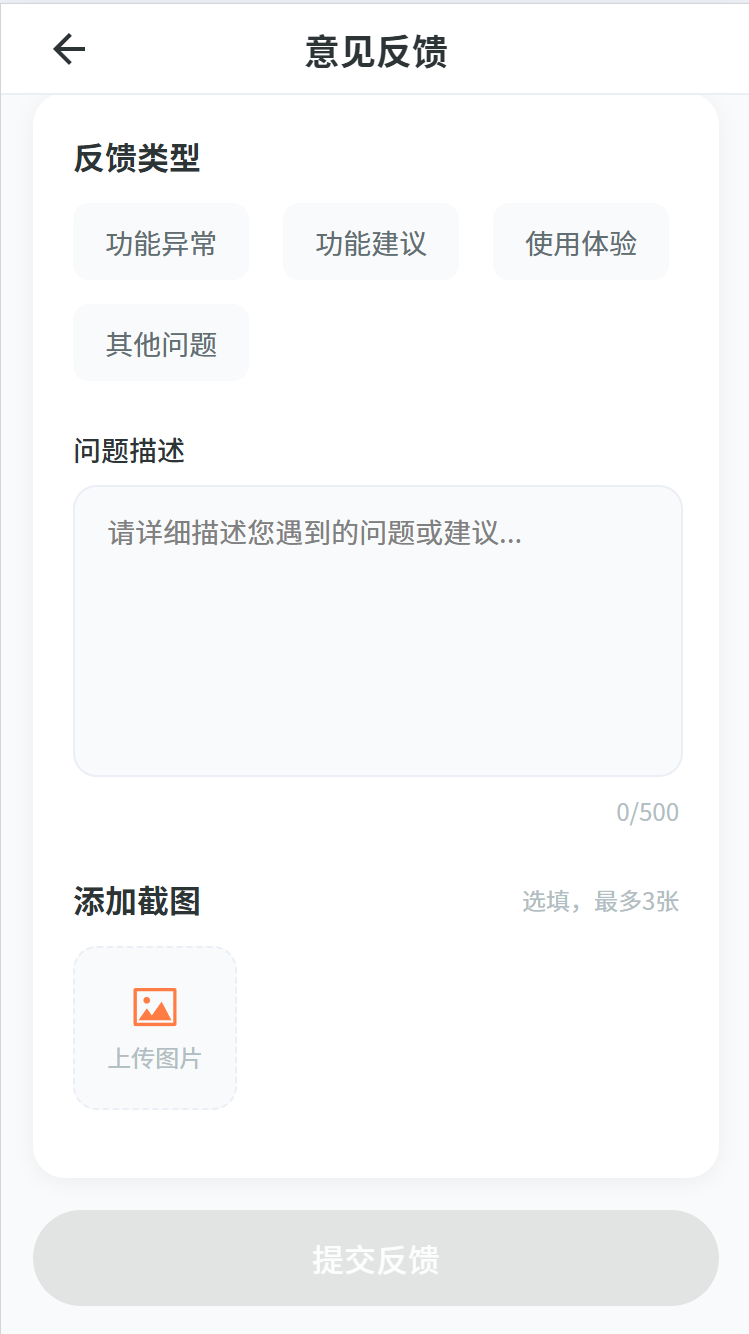 意见反馈
反馈类型
功能异常 功能建议 使用体验
其他问题
问题描述
请详细描述您遇到的问题或建议...
0/500
添加截图 选填，最多3张
上传图片
提交反馈